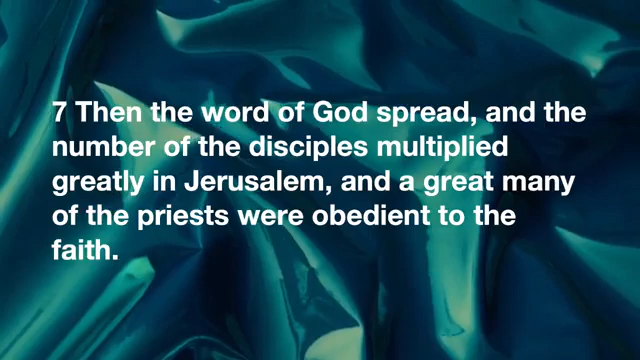 7 Then the word of God spread, and the
number of the disciples multiplied
greatly in Jerusalem, and a great many
of the priests were obedient to the
faith.